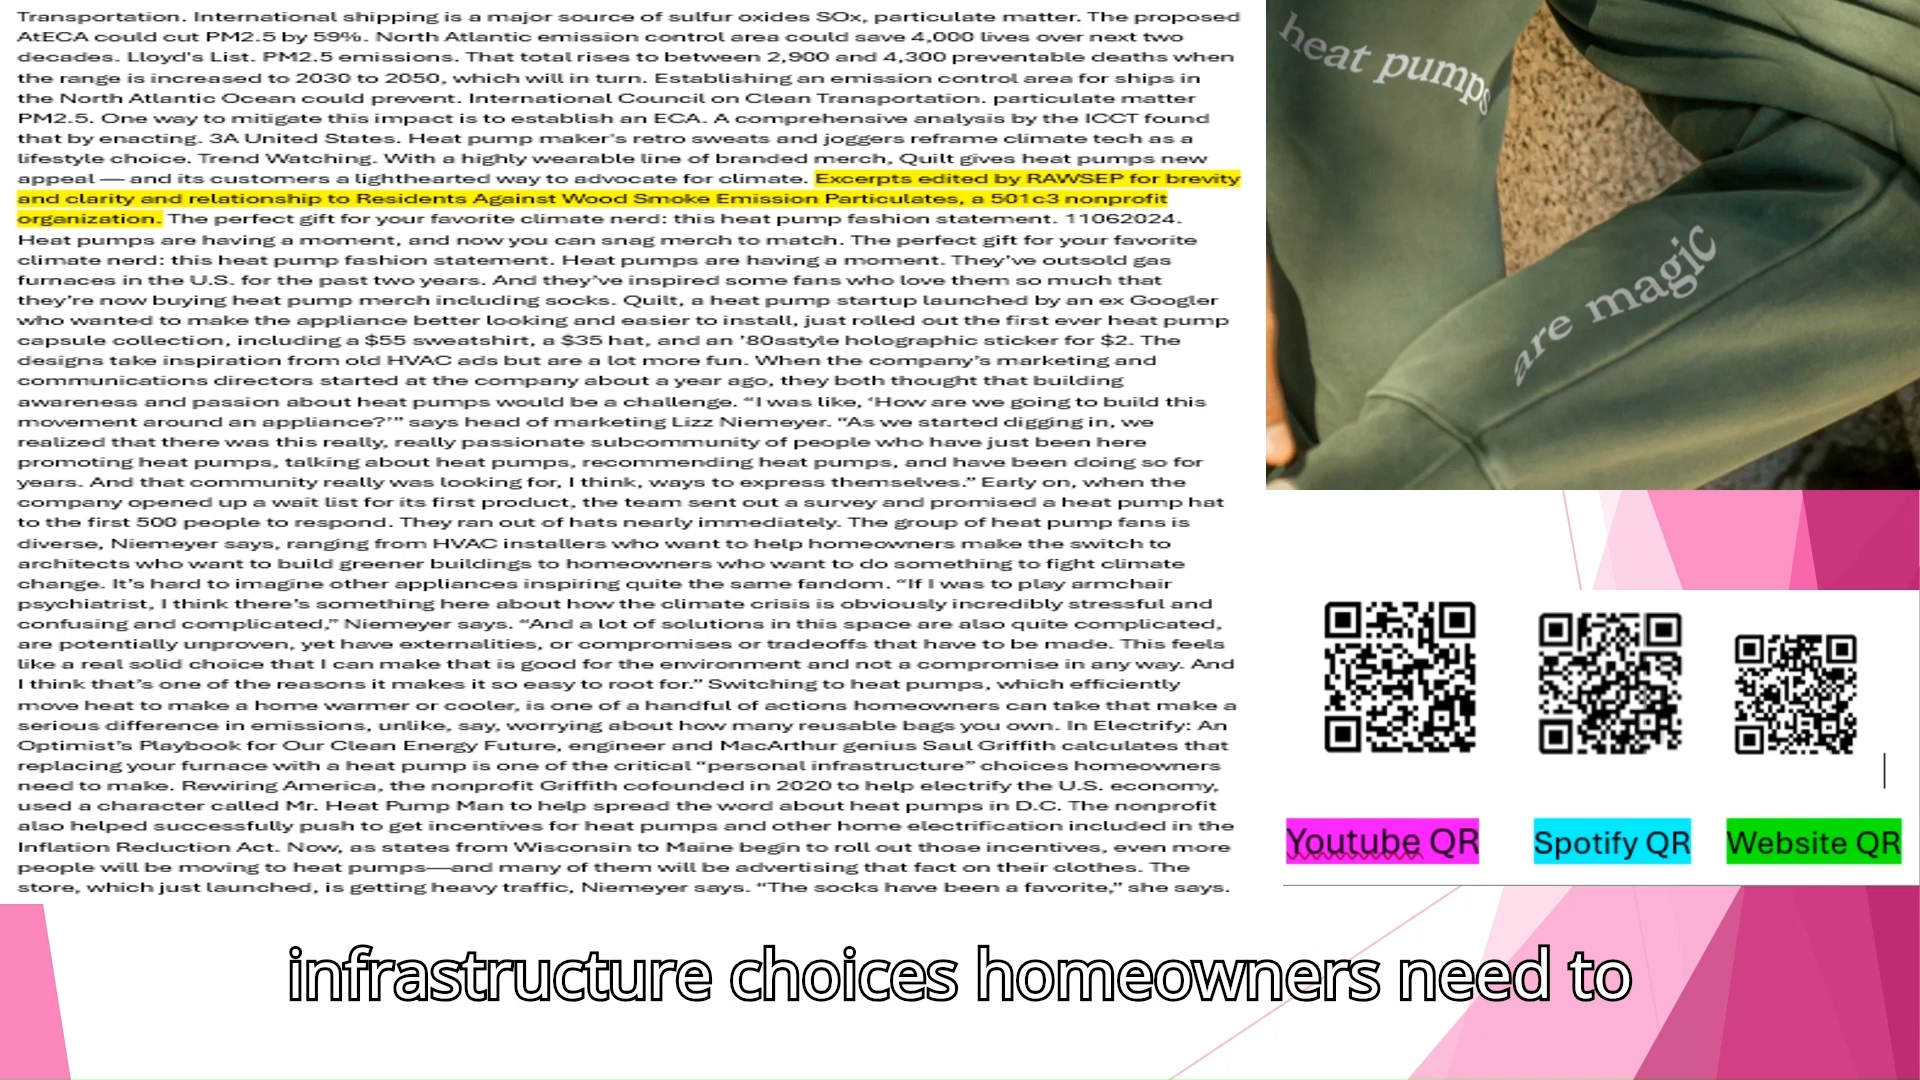 Transportation. International shipping is a major source of sulfur oxides SOx, particulate matter. The proposed
AtECA could cut PM2.5 by 59%. North Atlantic emission control area could save 4,000 lives over next two
decades. Lloyd's List. PM2.5 emissions. That total rises to between 2,900 and 4,300 preventable deaths when
the range is increased to 2030 to 2050, which will in turn. Establishing an emission control area for ships in
the North Atlantic Ocean could prevent. International Council on Clean Transportation. particulate matter
PM2.5. One way to mitigate this impact is to establish an ECA. A comprehensive analysis by the ICCT found
that by enacting. 3A United States. Heat pump maker's retro sweats and joggers reframe climate tech as a
lifestyle choice. Trend Watching. With a highly wearable line of branded merch, Quilt gives heat pumps new
appeal — and its customers a lighthearted way to advocate for climate. Excerpts edited by RAWSEP for brevity
and clarity and relationship to Residents Against Wood Smoke Emission Particulates, a 501c3 nonprofit
organization. The perfect gift for your favorite climate nerd: this heat pump fashion statement. 11062024.
Heat pumps are having a moment, and now you can snag merch to match. The perfect gift for your favorite
climate nerd: this heat pump fashion statement. Heat pumps are having a moment. They've outsold gas
furnaces in the U.S. for the past two years. And they've inspired some fans who love them so much that
they're now buying heat pump merch including socks. Quilt, a heat pump startup launched by an ex Googler
who wanted to make the appliance better looking and easier to install, just rolled out the first ever heat pump
capsule collection, including a $55 sweatshirt, a $35 hat, and an '80sstyle holographic sticker for $2. The
designs take inspiration from old HVAC ads but are a lot more fun. When the company's marketing and
communications directors started at the company about a year ago, they both thought that building
awareness and passion about heat pumps would be a challenge. “I was like, ‘How are we going to build this
movement around an appliance?’” says head of marketing Lizz Niemeyer. “As we started digging in, we
realized that there was this really, really passionate subcommunity of people who have just been here
promoting heat pumps, talking about heat pumps, recommending heat pumps, and have been doing so for
years. And that community really was looking for, I think, ways to express themselves.” Early on, when the
company opened up a wait list for its first product, the team sent out a survey and promised a heat pump hat
to the first 500 people to respond. They ran out of hats nearly immediately. The group of heat pump fans is
diverse, Niemeyer says, ranging from HVAC installers who want to help homeowners make the switch to
architects who want to build greener buildings to homeowners who want to do something to fight climate
change. It's hard to imagine other appliances inspiring quite the same fandom. “If I was to play armchair
psychiatrist, I think there's something here about how the climate crisis is obviously incredibly stressful and
confusing and complicated,” Niemeyer says. “And a lot of solutions in this space are also quite complicated,
are potentially unproven, yet have externalities, or compromises or tradeoffs that have to be made. This feels
like a real solid choice that I can make that is good for the environment and not a compromise in any way. And
I think that's one of the reasons it makes it so easy to root for.” Switching to heat pumps, which efficiently
move heat to make a home warmer or cooler, is one of a handful of actions homeowners can take that make a
serious difference in emissions, unlike, say, worrying about how many reusable bags you own. In Electrify: An
Optimist's Playbook for Our Clean Energy Future, engineer and MacArthur genius Saul Griffith calculates that
replacing your furnace with a heat pump is one of the critical “personal infrastructure” choices homeowners
need to make. Rewiring America, the nonprofit Griffith cofounded in 2020 to help electrify the U.S. economy,
used a character called Mr. Heat Pump Man to help spread the word about heat pumps in D.C. The nonprofit
also helped successfully push to get incentives for heat pumps and other home electrification included in the
Inflation Reduction Act. Now, as states from Wisconsin to Maine begin to roll out those incentives, even more
people will be moving to heat pumps—and many of them will be advertising that fact on their clothes. The
store, which just launched, is getting heavy traffic, Niemeyer says. “The socks have been a favorite,” she says.
heat pumps
are magic
Youtube QR
Spotify QR
Website QR
infrastructure choices homeowners need to